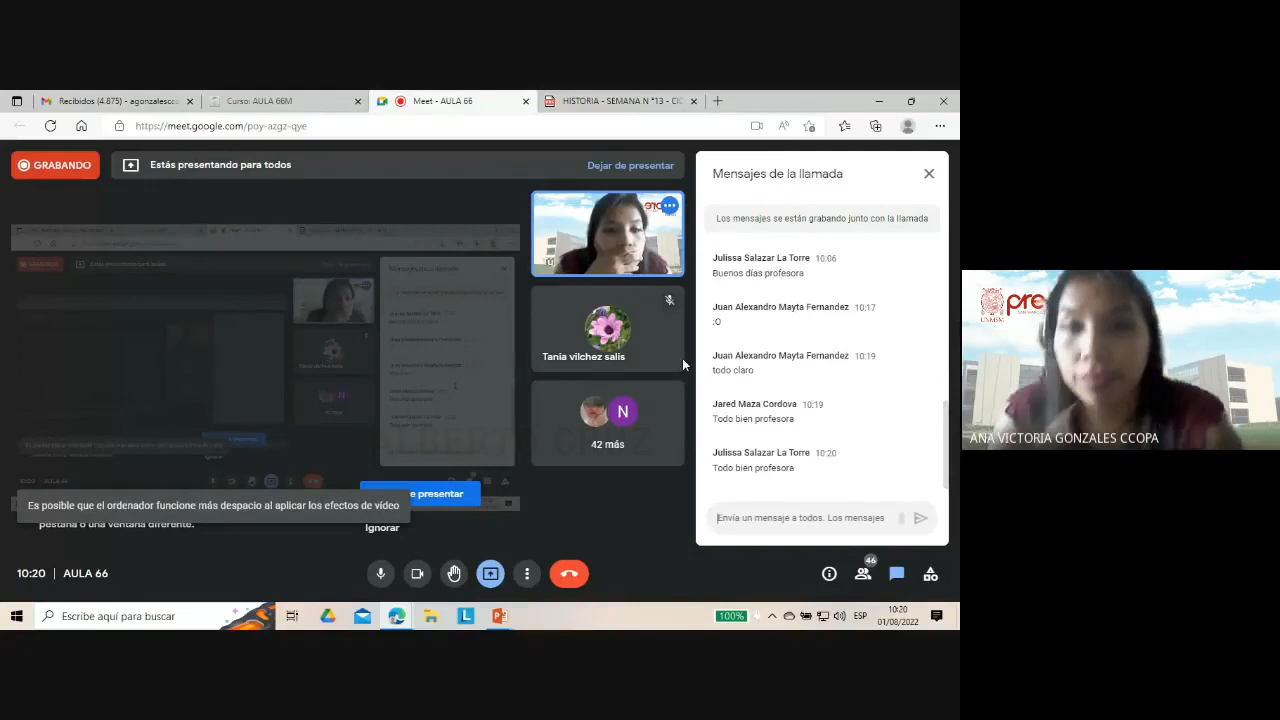 Recibidos (4.875) - agonzalescc
Curso: AULA 66M
Meet - AULA 66
HISTORIA - SEMANA N °13 - CIC
https://meet.google.com/poy-azgz-qye
GRABANDO
Estás presentando para todos
Dejar de presentar
Mensajes de la llamada
Los mensajes se están grabando junto con la llamada
Julissa Salazar La Torre 10:06
Buenos días profesora
Juan Alexandro Mayta Fernandez 10:17
:O
Juan Alexandro Mayta Fernandez 10:19
todo claro
Jared Maza Cordova 10:19
Todo bien profesora
Julissa Salazar La Torre 10:20
Todo bien profesora
Envía un mensaje a todos. Los mensajes
Tania vilchez salis
N
42 más
e presentar
Es posible que el ordenador funcione más despacio al aplicar los efectos de vídeo
pestaña o una ventana diferente.
Ignorar
10:20 | AULA 66
46
Escribe aquí para buscar
100%
ESP
10:20
01/08/2022
pre
SAN MARCOS
UNMSM
ANA VICTORIA GONZALES CCOPA